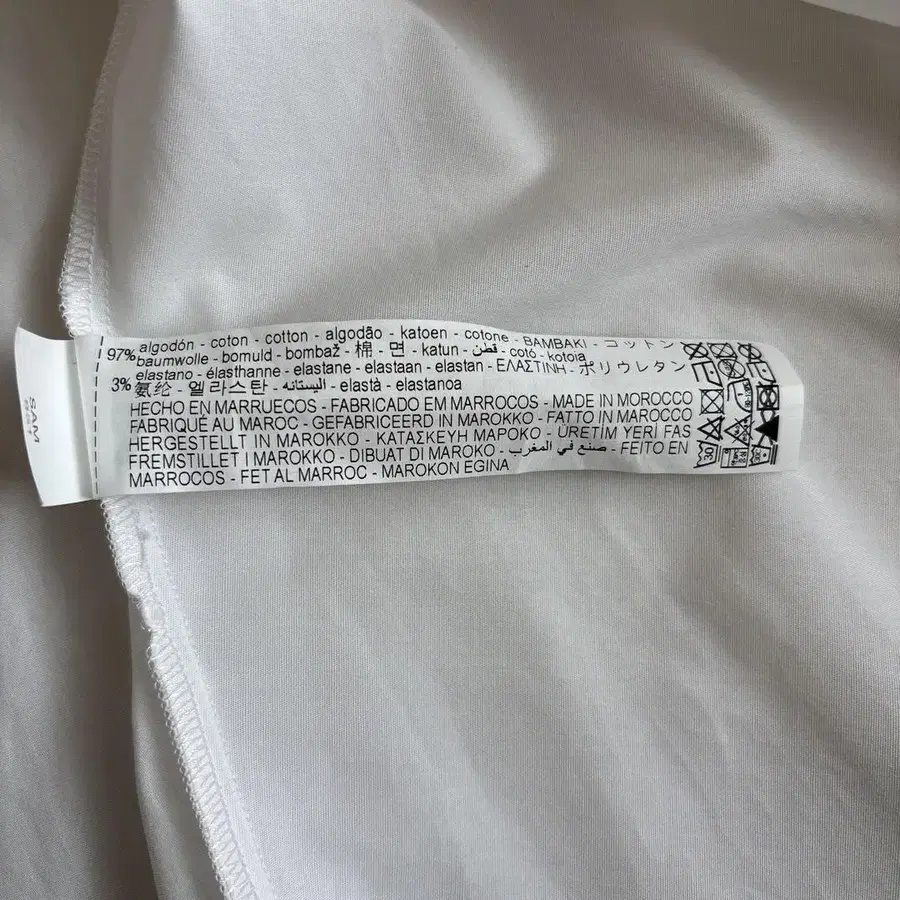 97% algodón - coton - cotton - algodão - katoen - cotone - ΒΑΜΒΑΚΙ - コットン
baumwolle - bomuld - bombaž - 棉 - 면 - katun - قطن - cotó - kotoia
elastano - élasthanne - elastane - elastaan - elastan - ΕΛΑΣΤΙΝΗ - ポリウレタン
3% 氨纶 - 엘라스탄 - اليستانه - elastà - elastanoa
HECHO EN MARRUECOS - FABRICADO EM MARROCOS - MADE IN MOROCCO
FABRIQUÉ AU MAROC - GEFABRICEERD IN MAROKKO - FATTO IN MAROCCO
HERGESTELLT IN MAROKKO - ΚΑΤΑΣΚΕΥΗ ΜΑΡΟΚΟ - ÜRETIM YERİ FAS
FREMSTILLET I MAROKKO - DIBUAT DI MAROKO - صنع في المغرب - FEITO EN
MARROCOS - FET AL MARROC - MAROKON EGINA
30
SAM